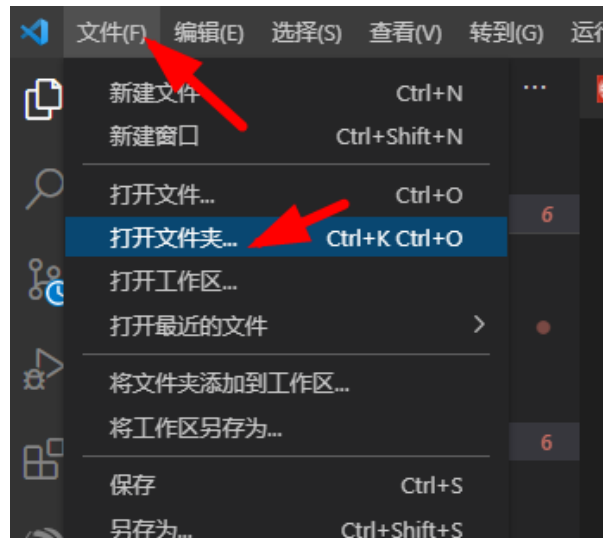 文件(F) 编辑(E) 选择(S) 查看(V) 转到(G)
新建文件 Ctrl+N
新建窗口 Ctrl+Shift+N
打开文件... Ctrl+O
6
打开文件夹... Ctrl+K Ctrl+O
打开工作区...
打开最近的文件
将文件夹添加到工作区...
将工作区另存为...
6
保存 Ctrl+S
另存为... Ctrl+Shift+S